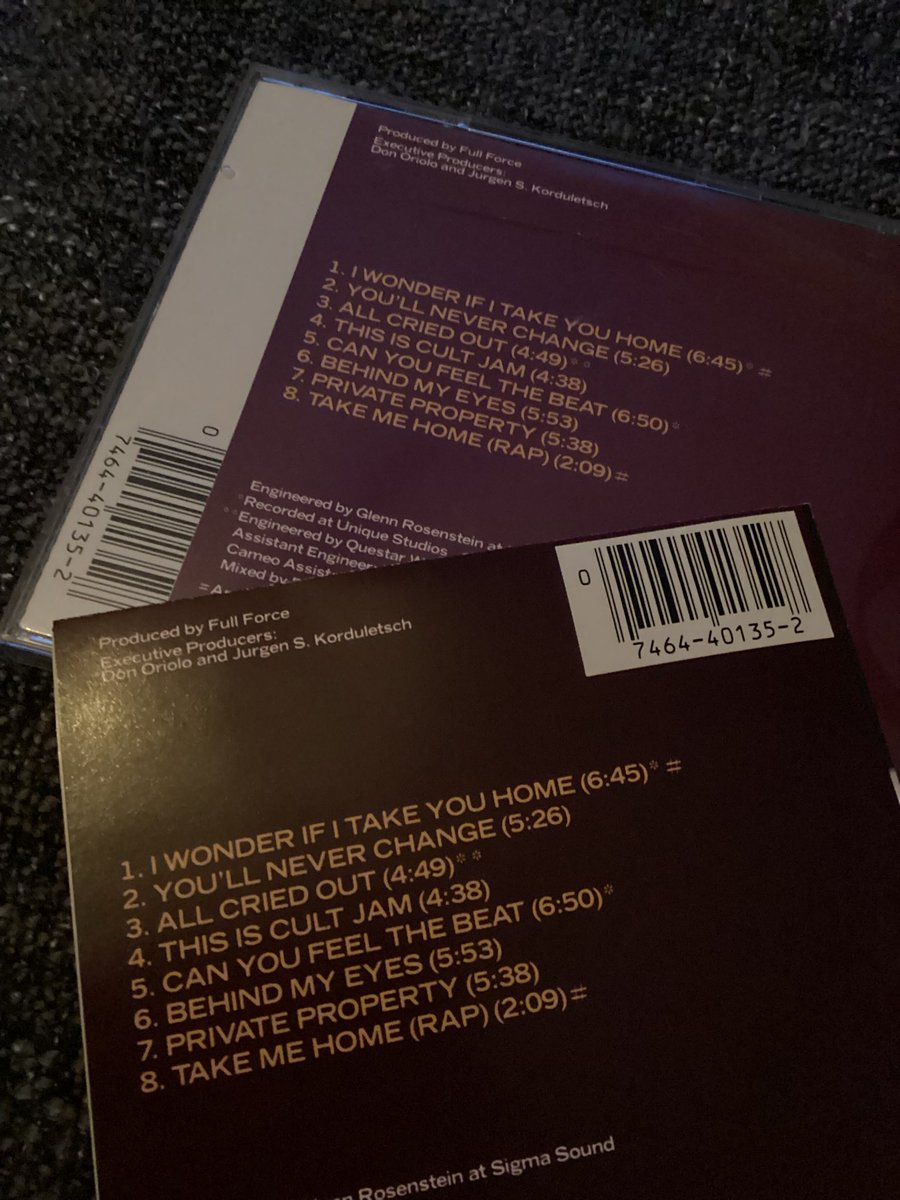 Produced by Full Force
Executive Producers:
Don Oriolo and Jurgen S. Korduletsch
1. I WONDER IF I TAKE YOU HOME (6:45)* #
2. YOU'LL NEVER CHANGE (5:26)
3. ALL CRIED OUT (4:49)* *
4. THIS IS CULT JAM (4:38)
5. CAN YOU FEEL THE BEAT (6:50)*
6. BEHIND MY EYES (5:53)
7. PRIVATE PROPERTY (5:38)
8. TAKE ME HOME (RAP) (2:09)#
0
7464-40135-2
Engineered by Glenn Rosenstein at
*Recorded at Unique Studios
**Engineered by Questar
Assistant
Cameo
Mixed by
Produced by Full Force
Executive Producers:
Don Oriolo and Jurgen S. Korduletsch
0
7464-40135-2
1. I WONDER IF I TAKE YOU HOME (6:45)* #
2. YOU'LL NEVER CHANGE (5:26)
3. ALL CRIED OUT (4:49)* *
4. THIS IS CULT JAM (4:38)
5. CAN YOU FEEL THE BEAT (6:50)*
6. BEHIND MY EYES (5:53)
7. PRIVATE PROPERTY (5:38)
8. TAKE ME HOME (RAP) (2:09)#
Rosenstein at Sigma Sound